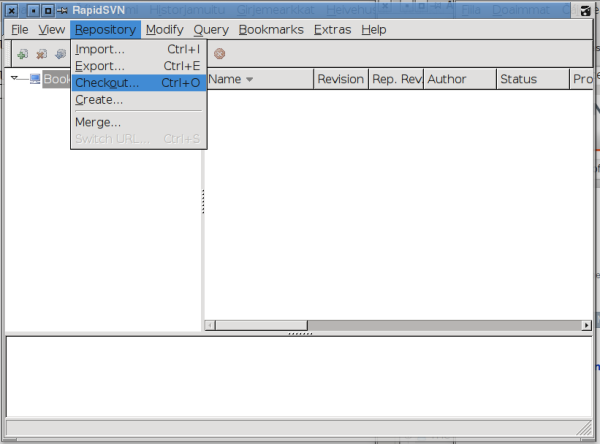 RapidSVN
File View Repository Modify Query Bookmarks Extras Help
Import... Ctrl+I
Export... Ctrl+E
Checkout... Ctrl+O
Create...
Merge...
Switch URL... Ctrl+S
Book
Name Revision Rep. Rev Author Status Pro